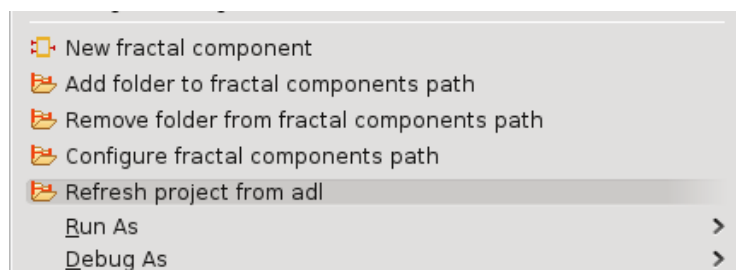 New fractal component
Add folder to fractal components path
Remove folder from fractal components path
Configure fractal components path
Refresh project from adl
Run As
Debug As